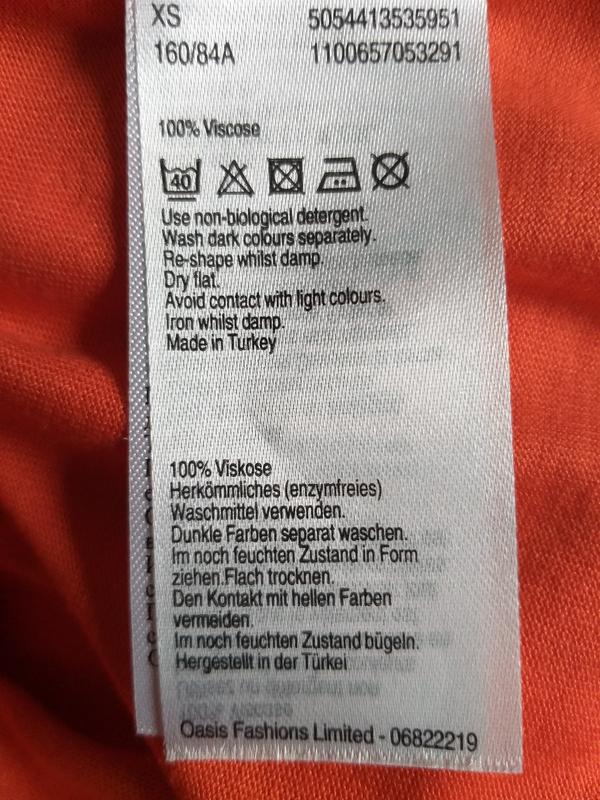 XS 5054413535951
160/84A 1100657053291
100% Viscose
40
Use non-biological detergent.
Wash dark colours separately.
Re-shape whilst damp.
Dry flat.
Avoid contact with light colours.
Iron whilst damp.
Made in Turkey
100% Viskose
Herkömmliches (enzymfreies)
Waschmittel verwenden.
Dunkle Farben separat waschen.
Im noch feuchten Zustand in Form
ziehen.Flach trocknen.
Den Kontakt mit hellen Farben
vermeiden.
Im noch feuchten Zustand bügeln.
Hergestellt in der Türkei
Oasis Fashions Limited - 06822219